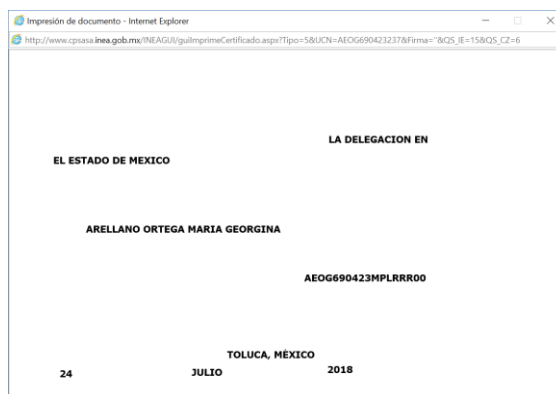 Impresión de documento - Internet Explorer
http://www.cpsasa.inea.gob.mx/INEAGUI/guiImprimeCertificado.aspx?Tipo=5&UCN=AEOG690423237&Firma=''&QS_IE=15&QS_CZ=6
LA DELEGACION EN
EL ESTADO DE MEXICO
ARELLANO ORTEGA MARIA GEORGINA
AEOG690423MPLRRR00
TOLUCA, MÉXICO
24 JULIO 2018